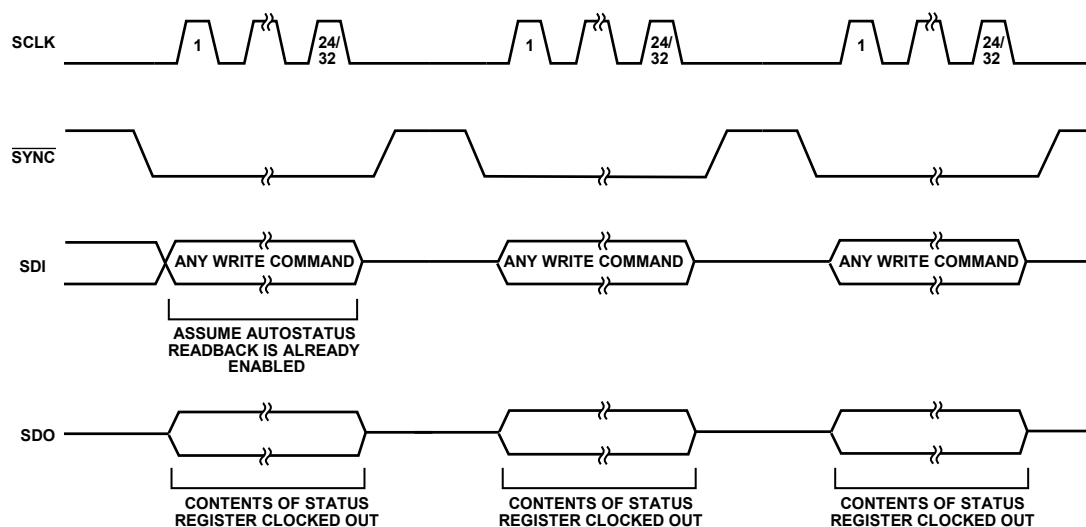 SCLK
1
24/
32
1
24/
32
1
24/
32
SYNC
SDI
ANY WRITE COMMAND
ANY WRITE COMMAND
ANY WRITE COMMAND
ASSUME AUTOSTATUS
READBACK IS ALREADY
ENABLED
SDO
CONTENTS OF STATUS
REGISTER CLOCKED OUT
CONTENTS OF STATUS
REGISTER CLOCKED OUT
CONTENTS OF STATUS
REGISTER CLOCKED OUT